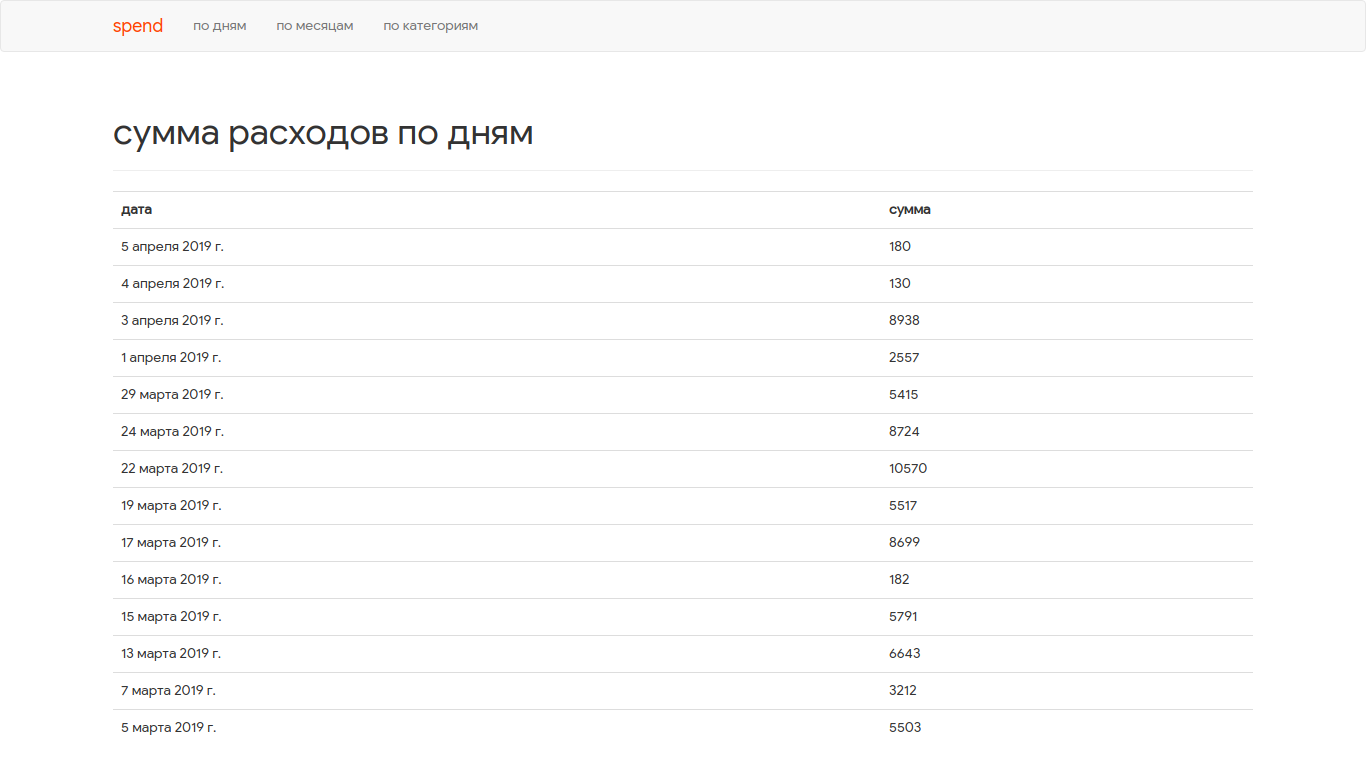 spend по дням по месяцам по категориям
сумма расходов по дням
дата сумма
5 апреля 2019 г. 180
4 апреля 2019 г. 130
3 апреля 2019 г. 8938
1 апреля 2019 г. 2557
29 марта 2019 г. 5415
24 марта 2019 г. 8724
22 марта 2019 г. 10570
19 марта 2019 г. 5517
17 марта 2019 г. 8699
16 марта 2019 г. 182
15 марта 2019 г. 5791
13 марта 2019 г. 6643
7 марта 2019 г. 3212
5 марта 2019 г. 5503